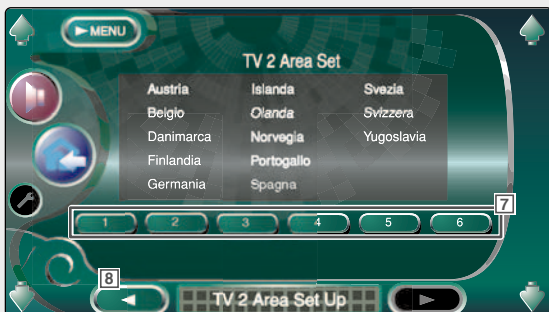 MENU
TV 2 Area Set
Austria Islanda Svezia
Belgio Olanda Svizzera
Danimarca Norvegia Yugoslavia
Finlandia Portogallo
Germania Spagna
1 2 3 4 5 6
7
8
TV 2 Area Set Up